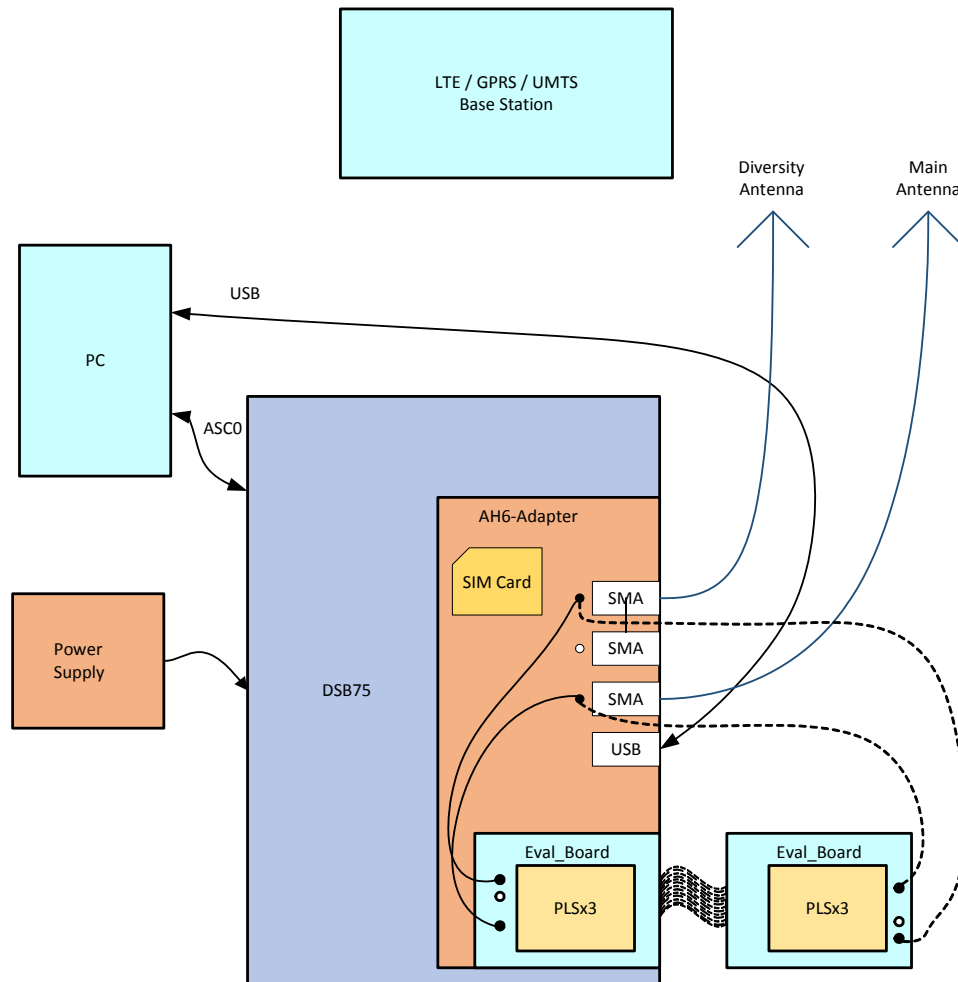 LTE / GPRS / UMTS
Base Station
Diversity
Antenna
Main
Antenna
USB
PC
ASC0
AH6-Adapter
SIM Card
SMA
SMA
SMA
USB
Power
Supply
DSB75
Eval_Board
PLSx3
Eval_Board
PLSx3